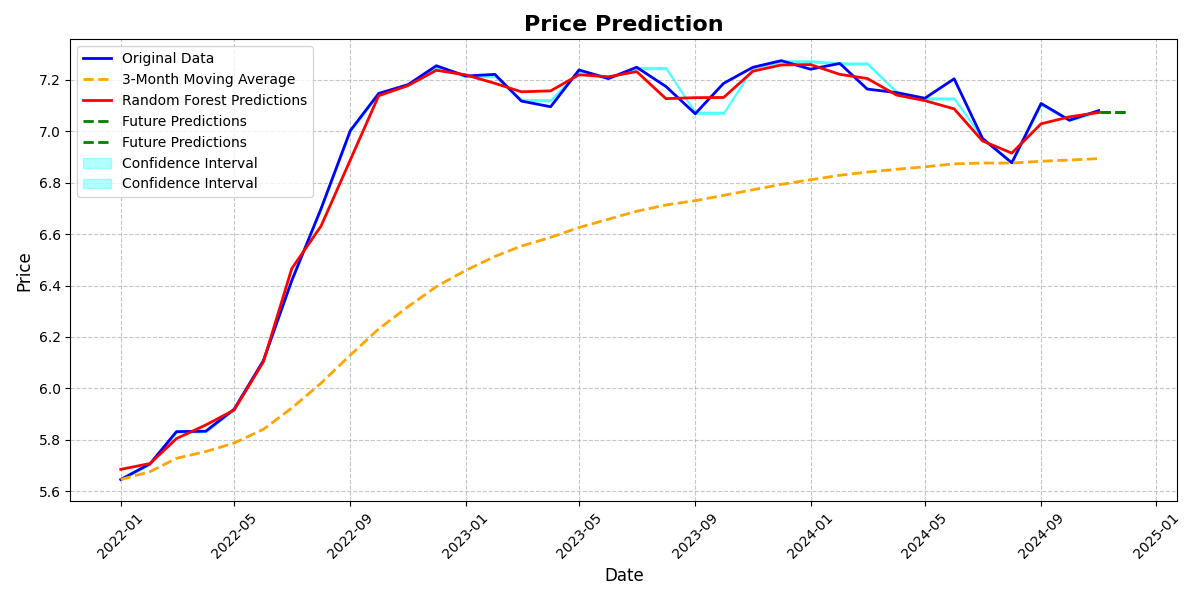 Price Prediction
Original Data
3-Month Moving Average
Random Forest Predictions
Future Predictions
Future Predictions
Confidence Interval
Confidence Interval
Price
7.2
7.0
6.8
6.6
6.4
6.2
6.0
5.8
5.6
2022-01
2022-05
2022-09
2023-01
2023-05
2023-09
2024-01
2024-05
2024-09
2025-01
Date